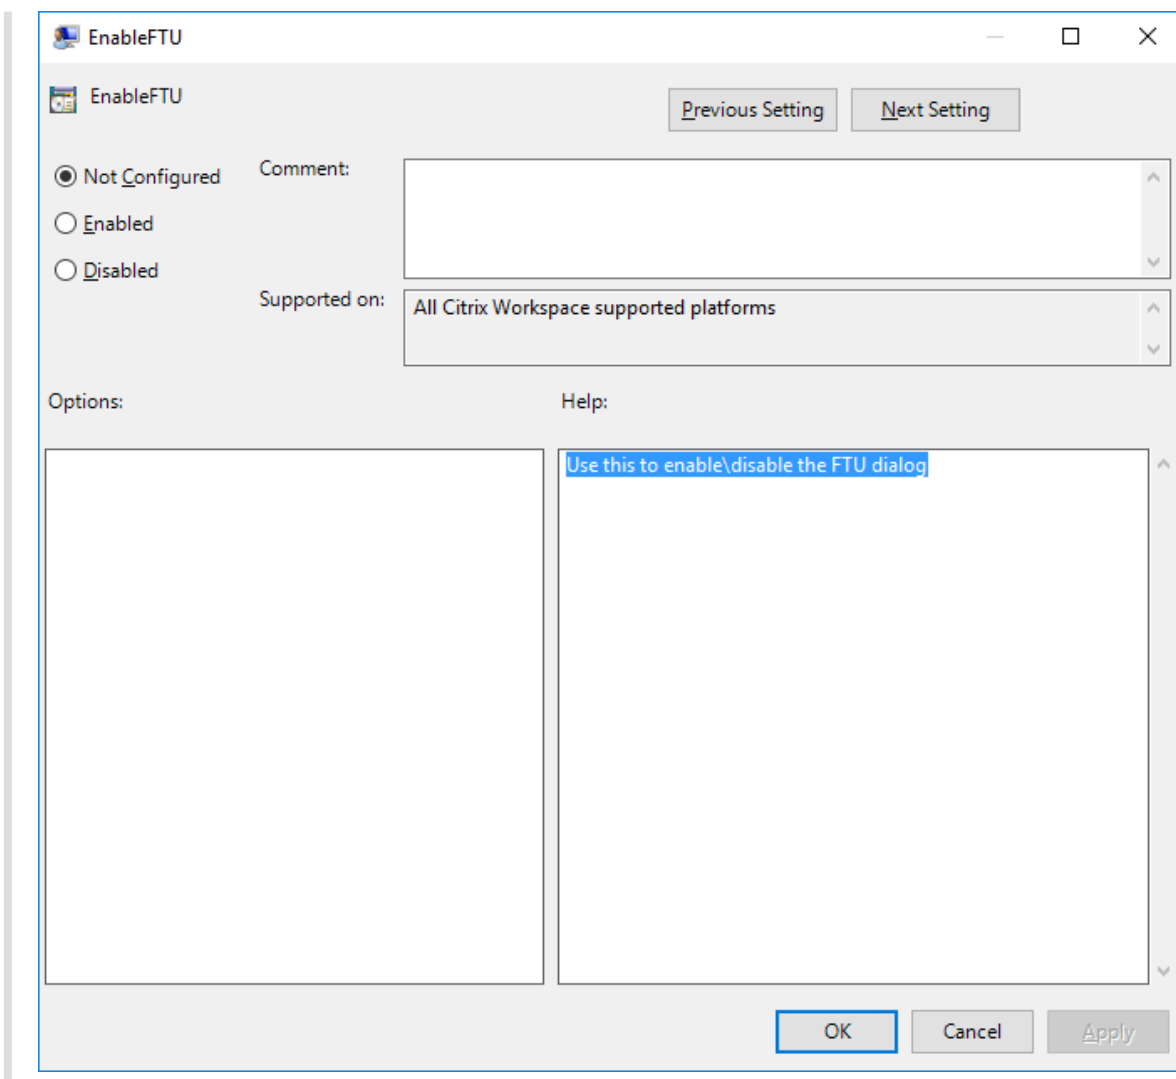 EnableFTU
EnableFTU
Previous Setting
Next Setting
Not Configured
Comment:
Enabled
Disabled
Supported on:
All Citrix Workspace supported platforms
Options:
Help:
Use this to enable\disable the FTU dialog
OK
Cancel
Apply